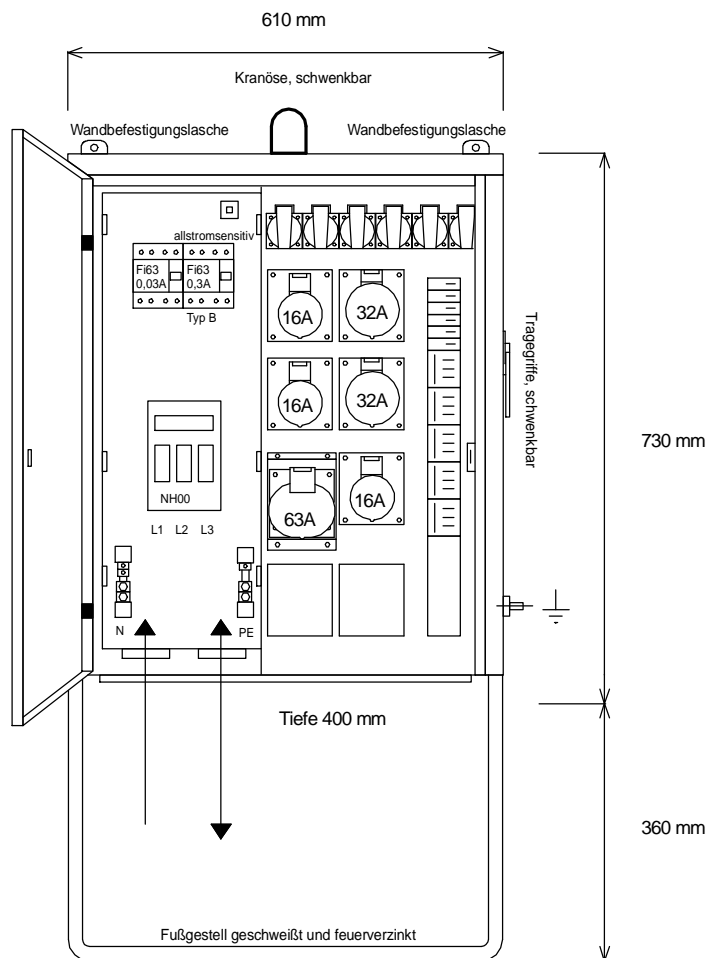 610 mm
Kranöse, schwenkbar
Wandbefestigungslasche
Wandbefestigungslasche
allstromsensitiv
Fi63
0,03A
Fi63
0,3A
Typ B
16A
32A
16A
32A
63A
16A
Tragegriffe, schwenkbar
730 mm
NH00
L1 L2 L3
N
PE
Tiefe 400 mm
360 mm
Fußgestell geschweißt und feuerverzinkt